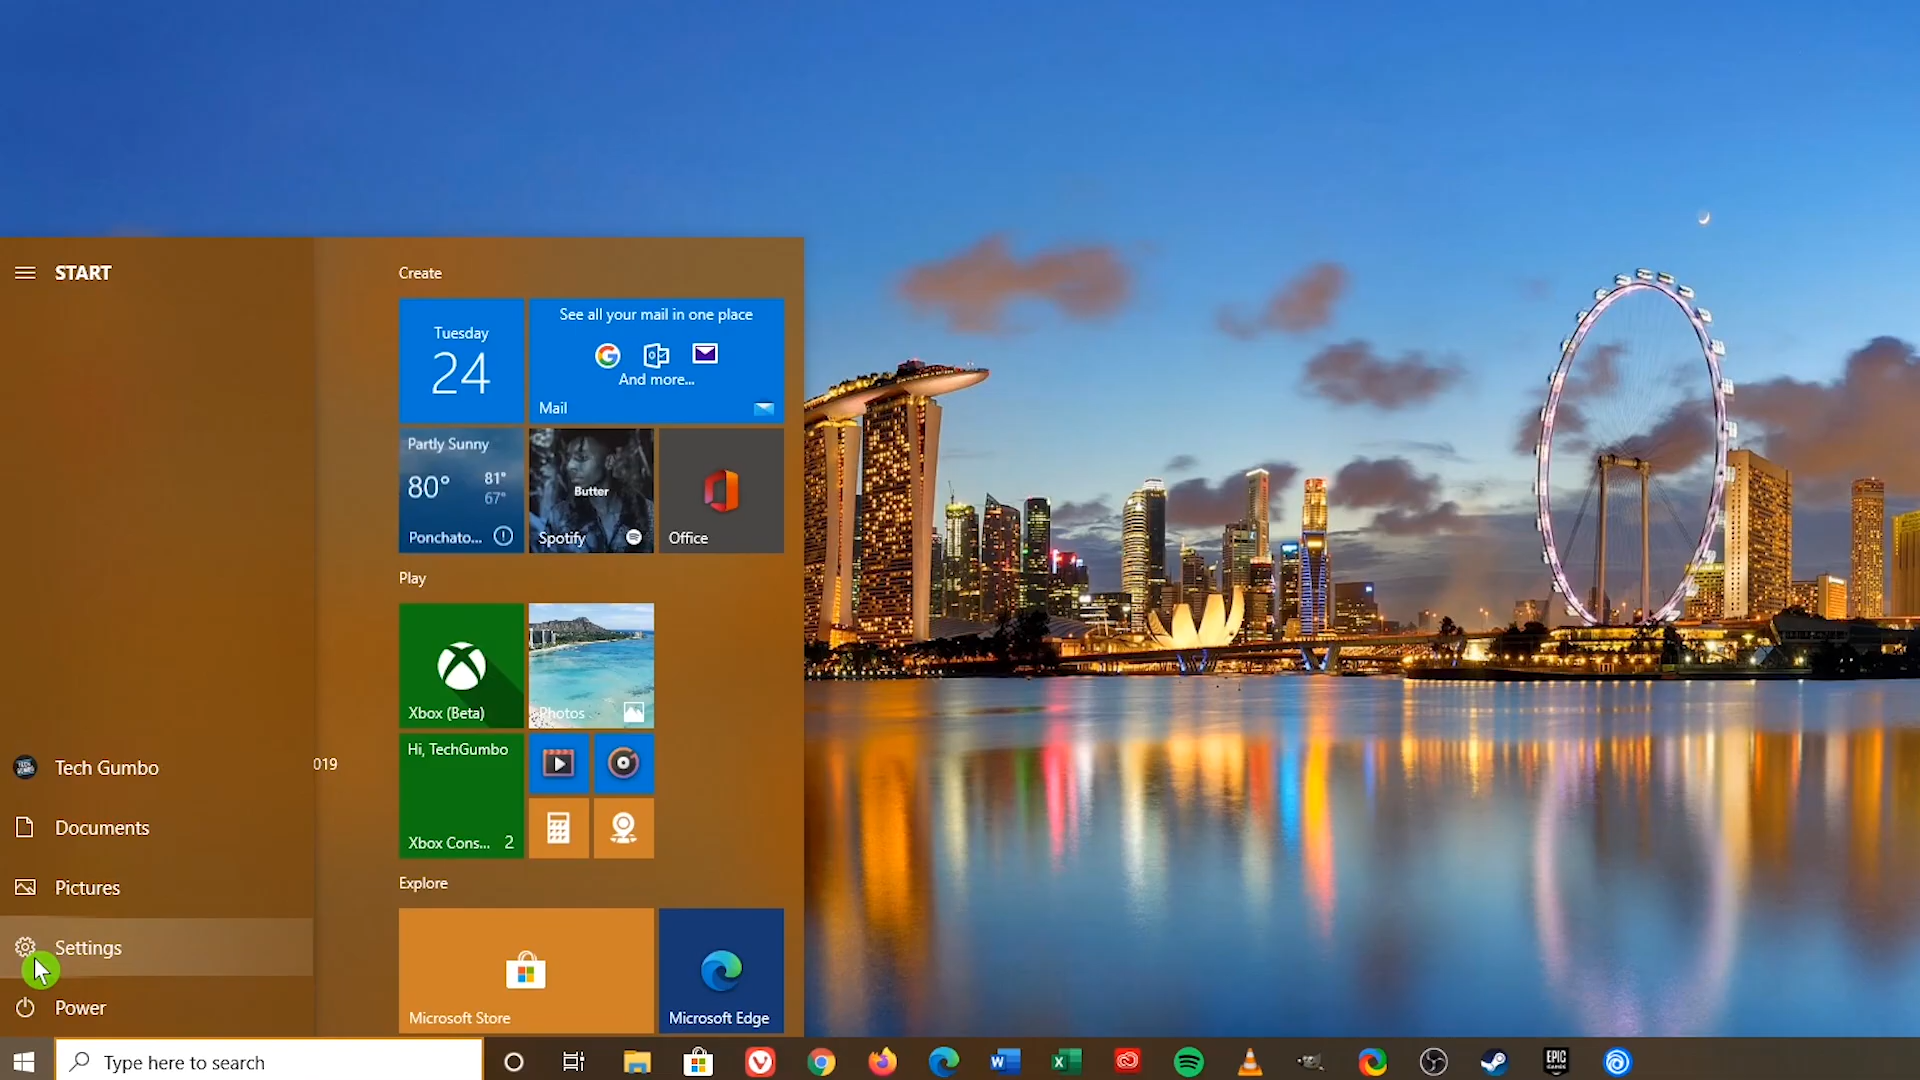 START
Create
Tuesday
24
See all your mail in one place
And more...
Mail
Partly Sunny
80°
81°
67°
Ponchato...
Butter
Spotify
Office
Play
Xbox (Beta)
Photos
Hi, TechGumbo
Xbox Cons... 2
Explore
Microsoft Store
Microsoft Edge
Tech Gumbo
019
Documents
Pictures
Settings
Power
Type here to search
EPIC
GAMES